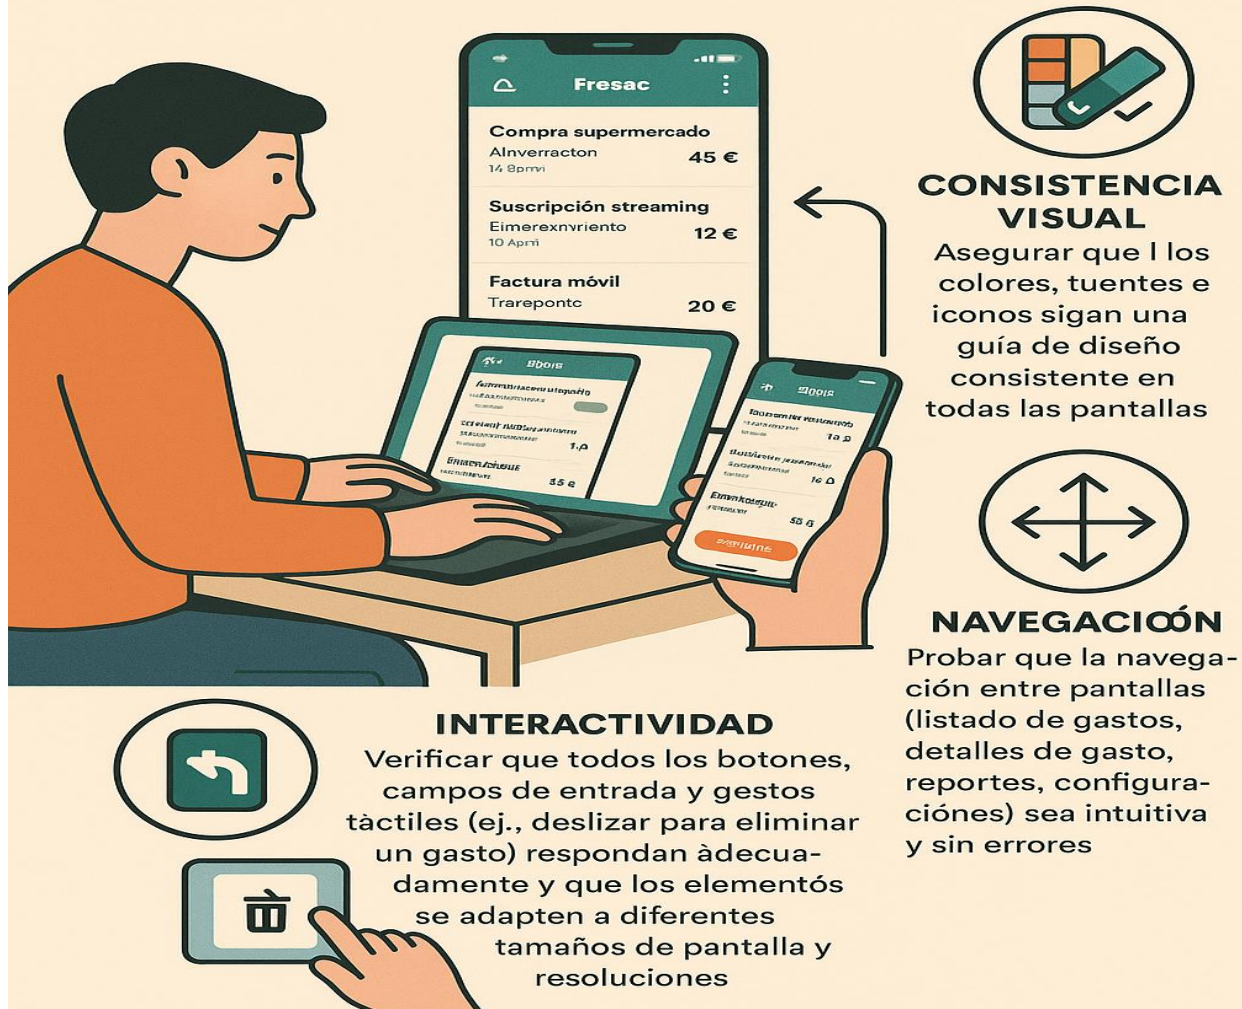 Fresac
Compra supermercado
Alnverracton
45 €
Suscripción streaming
Eimerexnvriento
12 €
Factura móvil
Trareponto
20 €
CONSISTENCIA
VISUAL
Asegurar que l los
colores, tuentes e
iconos sigan una
guía de diseño
consistente en
todas las pantallas
NAVEGACIOÓN
Probar que la navega-
ción entre pantallas
(listado de gastos,
detalles de gasto,
reportes, configura-
ciónes) sea intuitiva
y sin errores
INTERACTIVIDAD
Verificar que todos los botones,
campos de entrada y gestos
tàctiles (ej., deslizar para eliminar
un gasto) respondan àdecua-
damente y que los elementós
se adapten a diferentes
tamaños de pantalla y
resoluciones